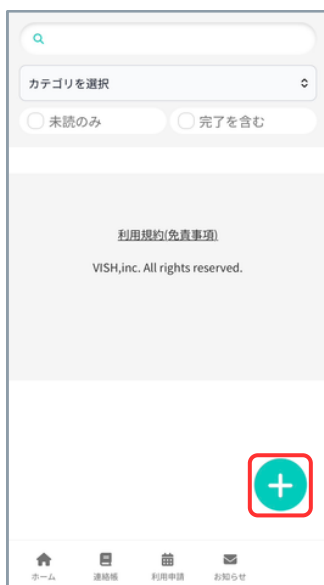 カテゴリを選択
未読のみ
完了を含む
利用規約(免責事項)
VISH,inc. All rights reserved.
ホーム
連絡帳
利用申請
お知らせ